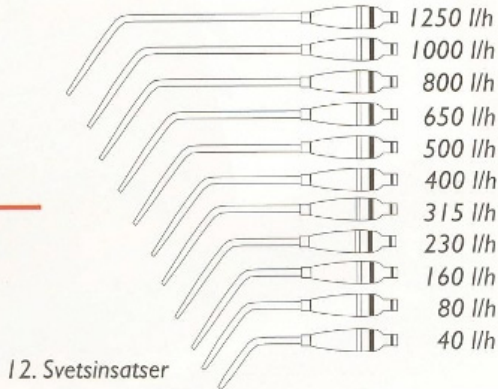 1250 l/h
1000 l/h
800 l/h
650 l/h
500 l/h
400 l/h
315 l/h
230 l/h
160 l/h
80 l/h
40 l/h
12. Svetsinsatser